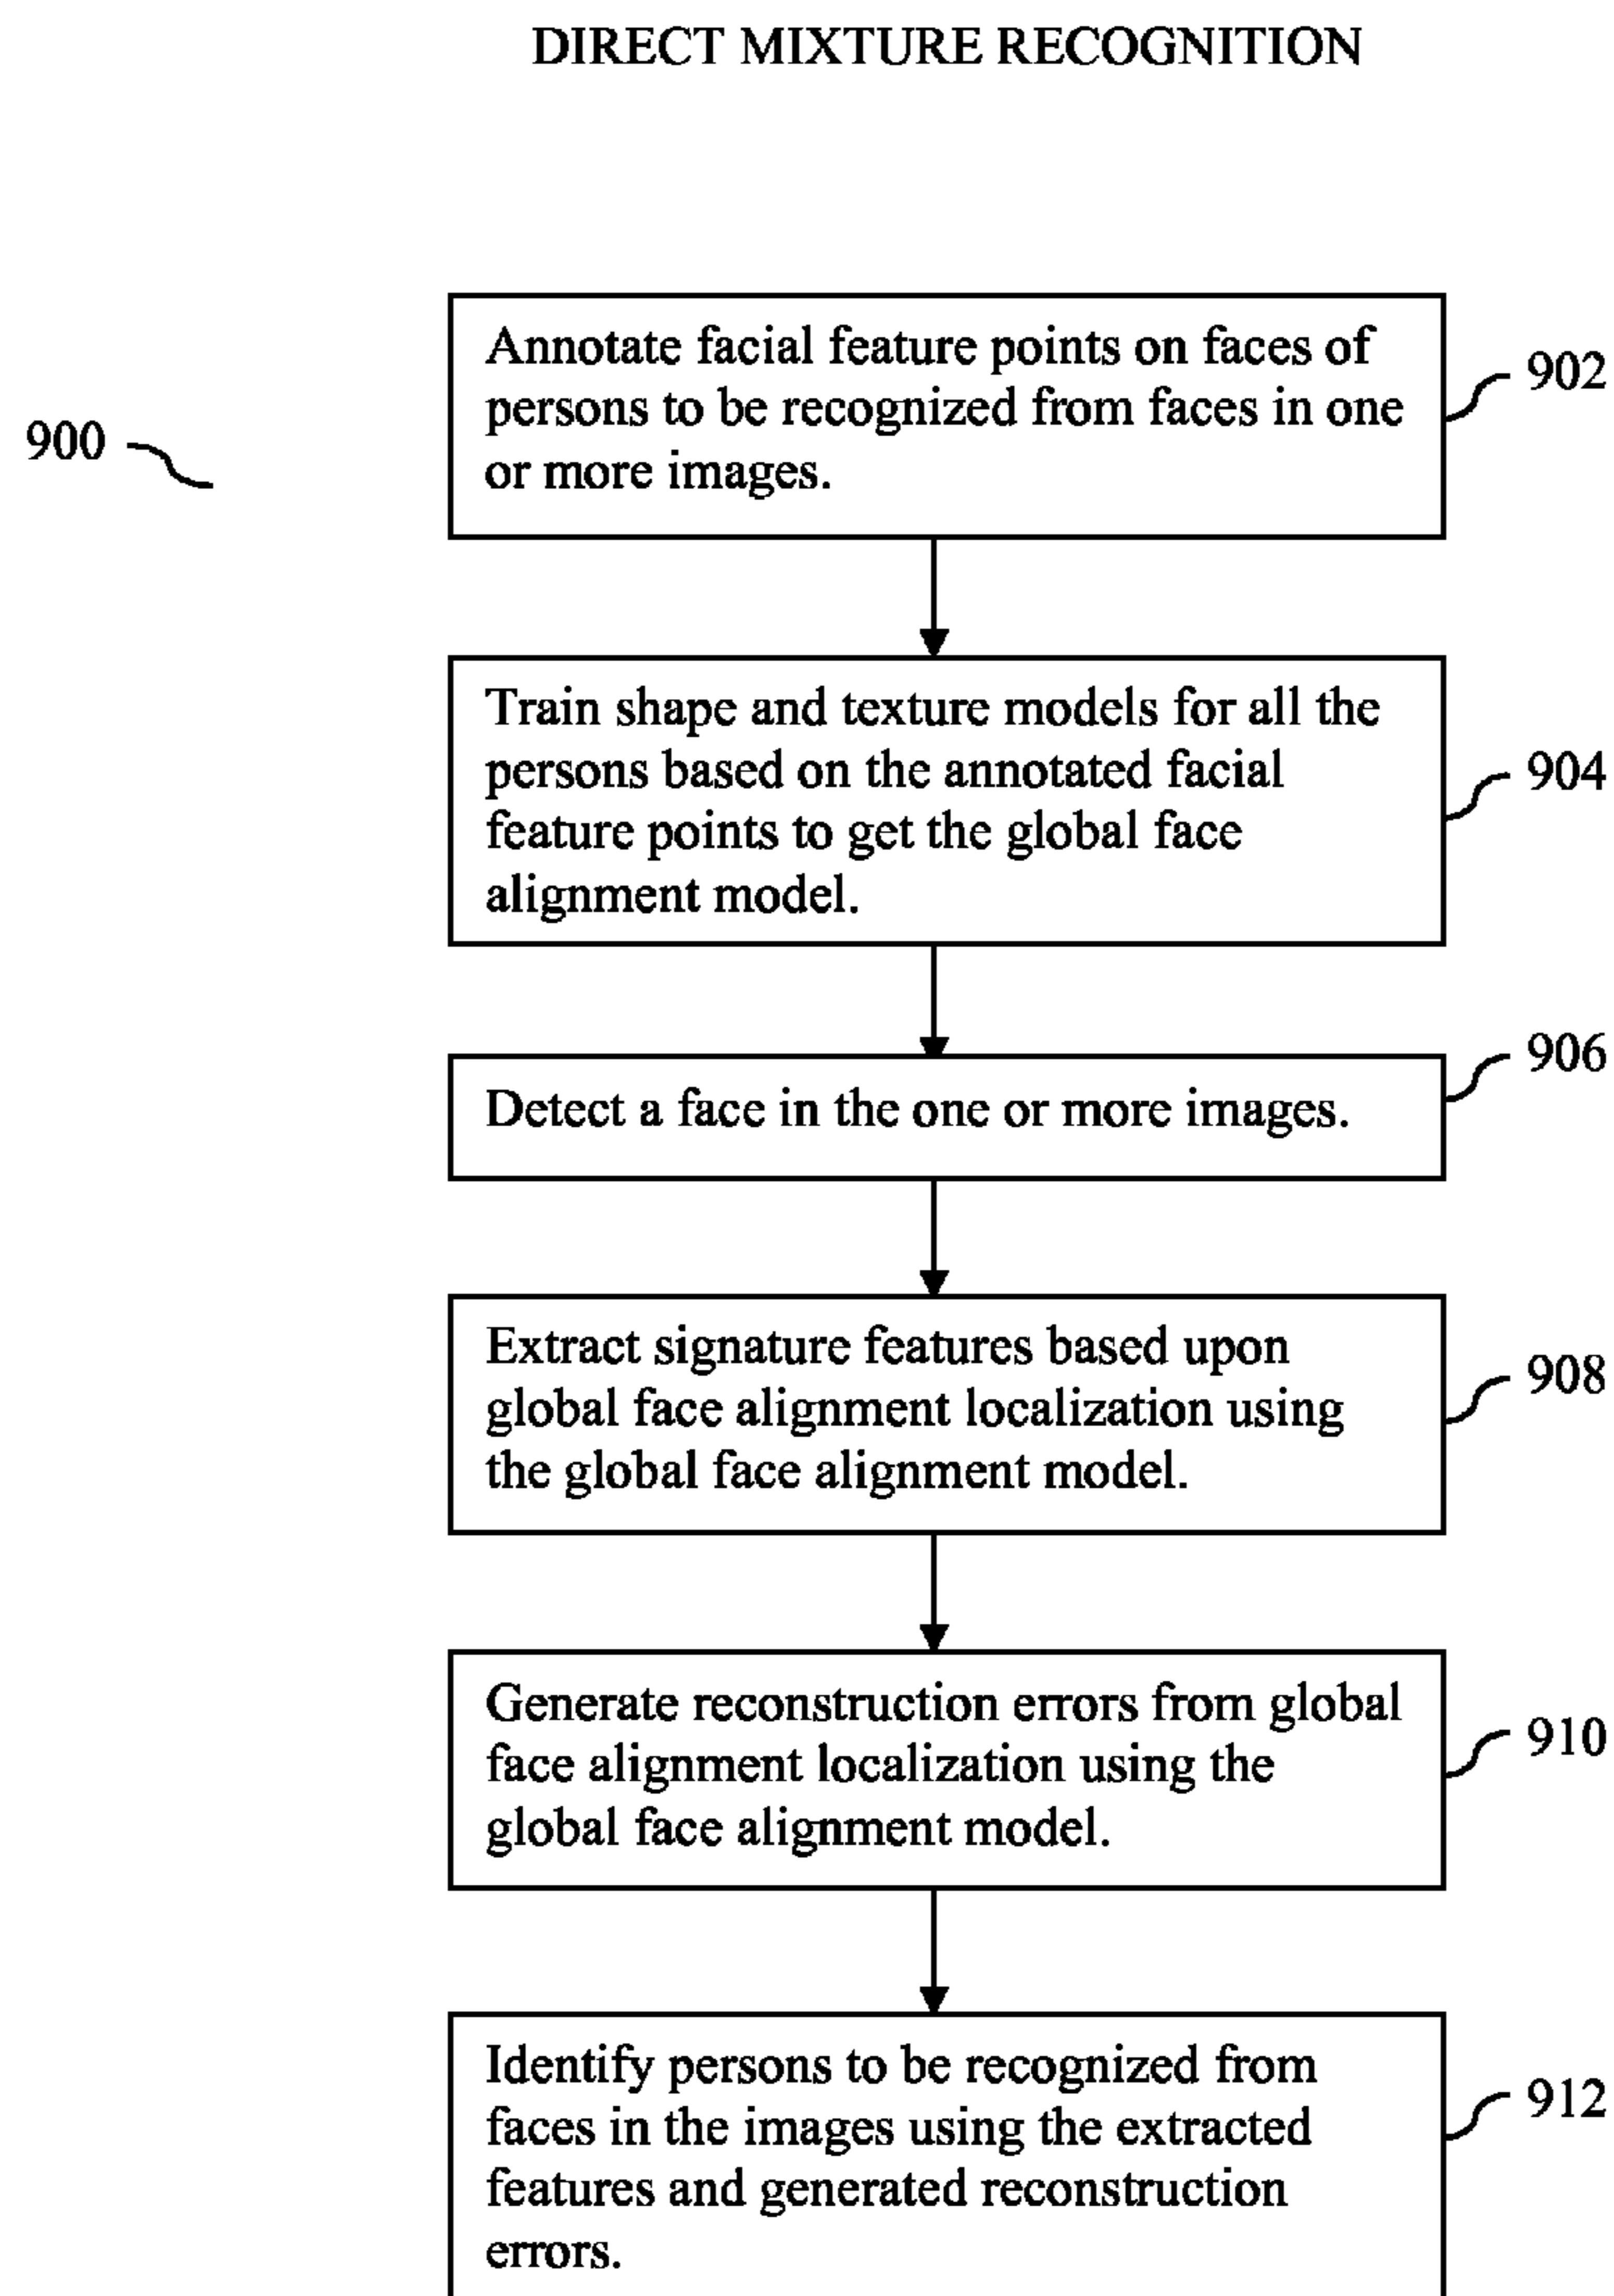 DIRECT MIXTURE RECOGNITION
900
Annotate facial feature points on faces of
persons to be recognized from faces in one
or more images.
902
Train shape and texture models for all the
persons based on the annotated facial
feature points to get the global face
alignment model.
904
Detect a face in the one or more images.
906
Extract signature features based upon
global face alignment localization using
the global face alignment model.
908
Generate reconstruction errors from global
face alignment localization using the
global face alignment model.
910
Identify persons to be recognized from
faces in the images using the extracted
features and generated reconstruction
errors.
912